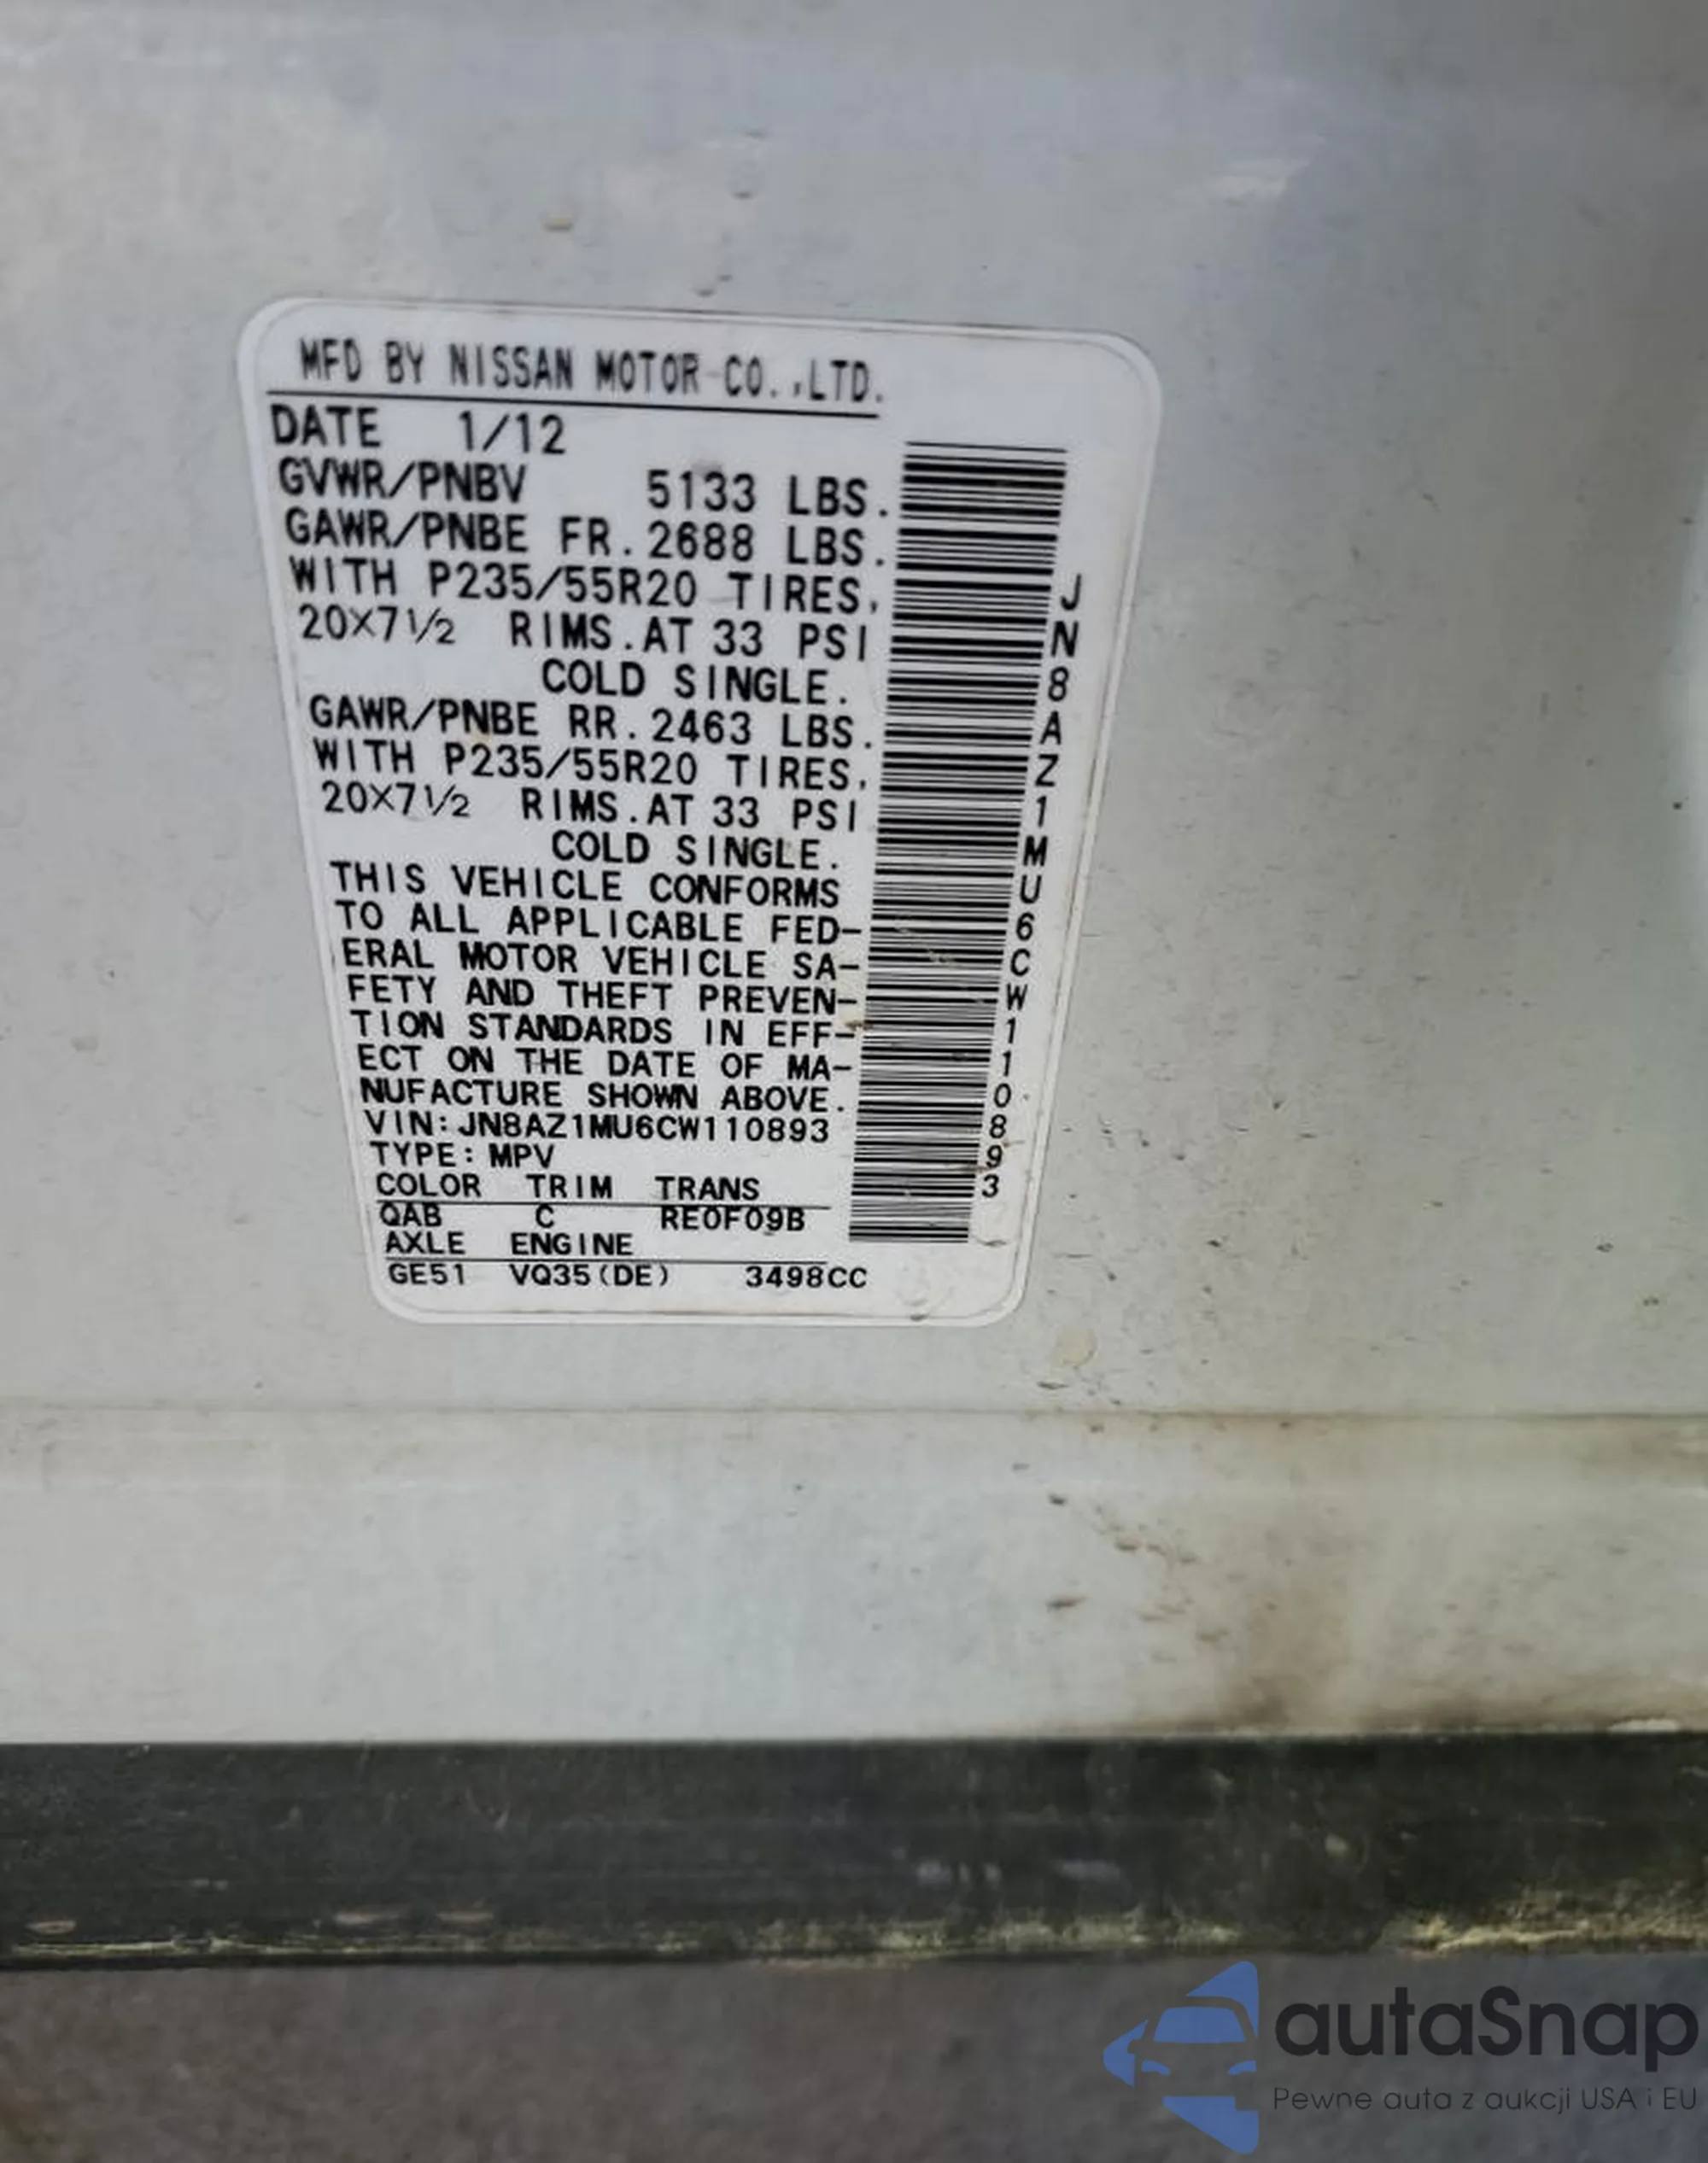 MFD BY NISSAN MOTOR CO.,LTD.
DATE 1/12
GVWR/PNBV 5133 LBS.
GAWR/PNBE FR. 2688 LBS.
WITH P235/55R20 TIRES,
20X7½ RIMS.AT 33 PSI
COLD SINGLE.
GAWR/PNBE RR. 2463 LBS.
WITH P235/55R20 TIRES,
20X7½ RIMS.AT 33 PSI
COLD SINGLE.
THIS VEHICLE CONFORMS
TO ALL APPLICABLE FED-
ERAL MOTOR VEHICLE SA-
FETY AND THEFT PREVEN-
TION STANDARDS IN EFF-
ECT ON THE DATE OF MA-
NUFACTURE SHOWN ABOVE.
VIN:JN8AZ1MU6CW110893
TYPE:MPV
COLOR TRIM TRANS
QAB C RE0F09B
AXLE ENGINE
GE51 VQ35(DE) 3498CC
JN8AZ1MU6CW110893
autaSnap
Pewne auta z aukcji USA i EU